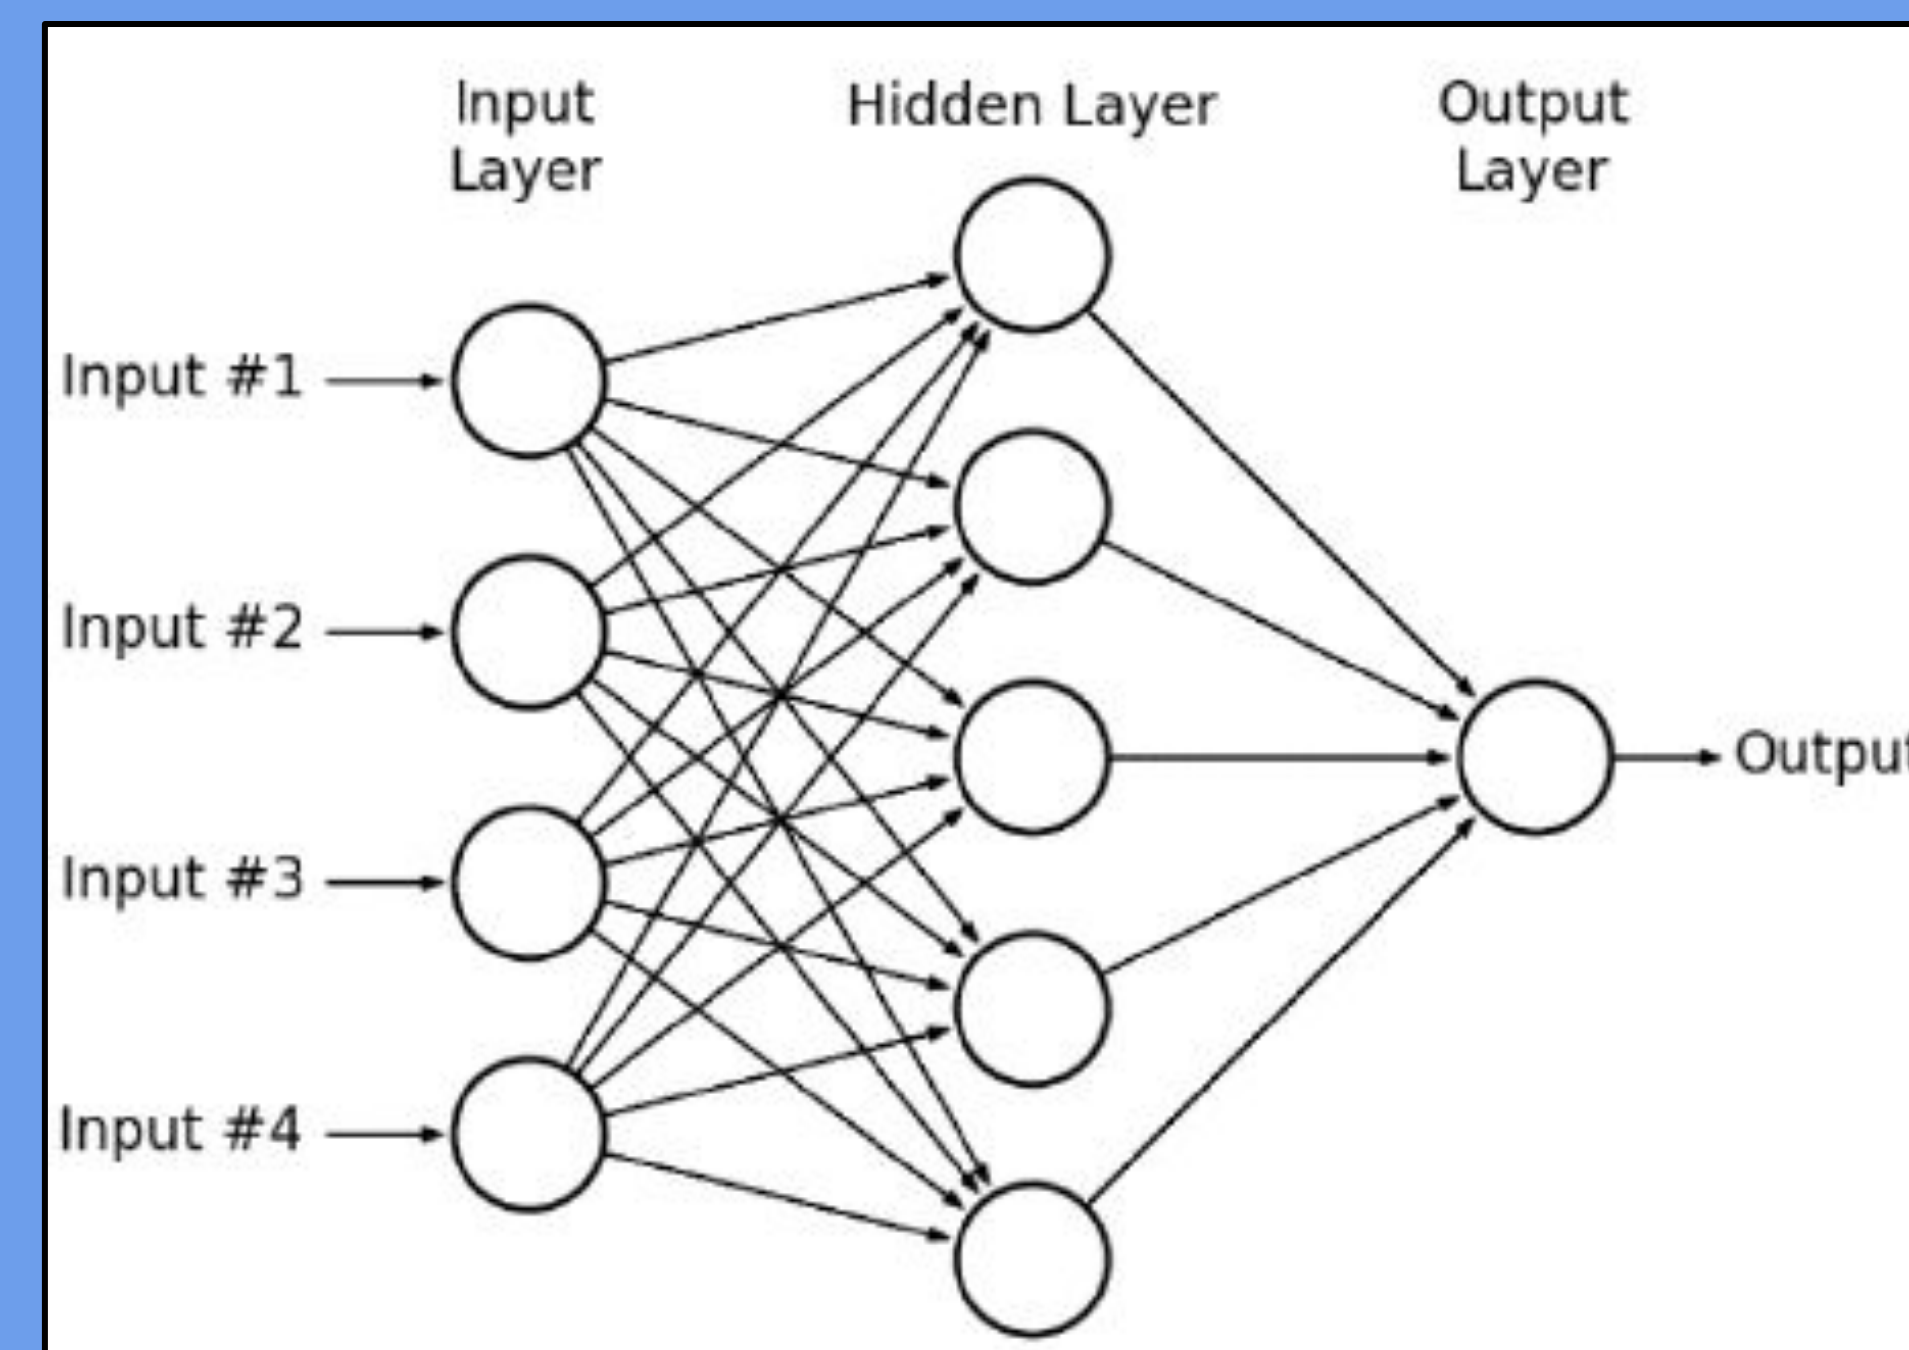 Input
Layer
Hidden Layer
Output
Layer
Input #1
Input #2
Input #3
Input #4
Output